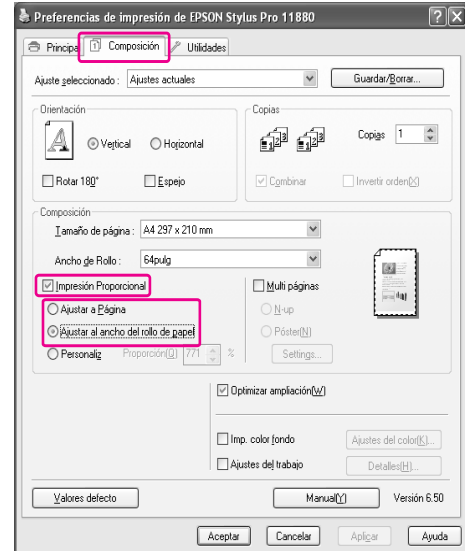 Preferencias de impresión de EPSON Stylus Pro 11880
Principal Composición Utilidades
Ajuste seleccionado : Ajustes actuales Guardar/Borrar...
Orientación Copias
Vertical Horizontal Copias 1
Rotar 180° Espejo Combinar Invertir orden(X)
Composición
Tamaño de página : A4 297 x 210 mm
Ancho de Rollo : 64pulg
Impresión Proporcional Multi páginas
Ajustar a Página N-up
Ajustar al ancho del rollo de papel Póster(N)
Personaliz Proporción(Q) 771 % Settings...
Optimizar ampliación(W)
Imp. color fondo Ajustes del color(K)...
Ajustes del trabajo Detalles(H)...
Valores defecto Manual(Y) Versión 6.50
Aceptar Cancelar Aplicar Ayuda